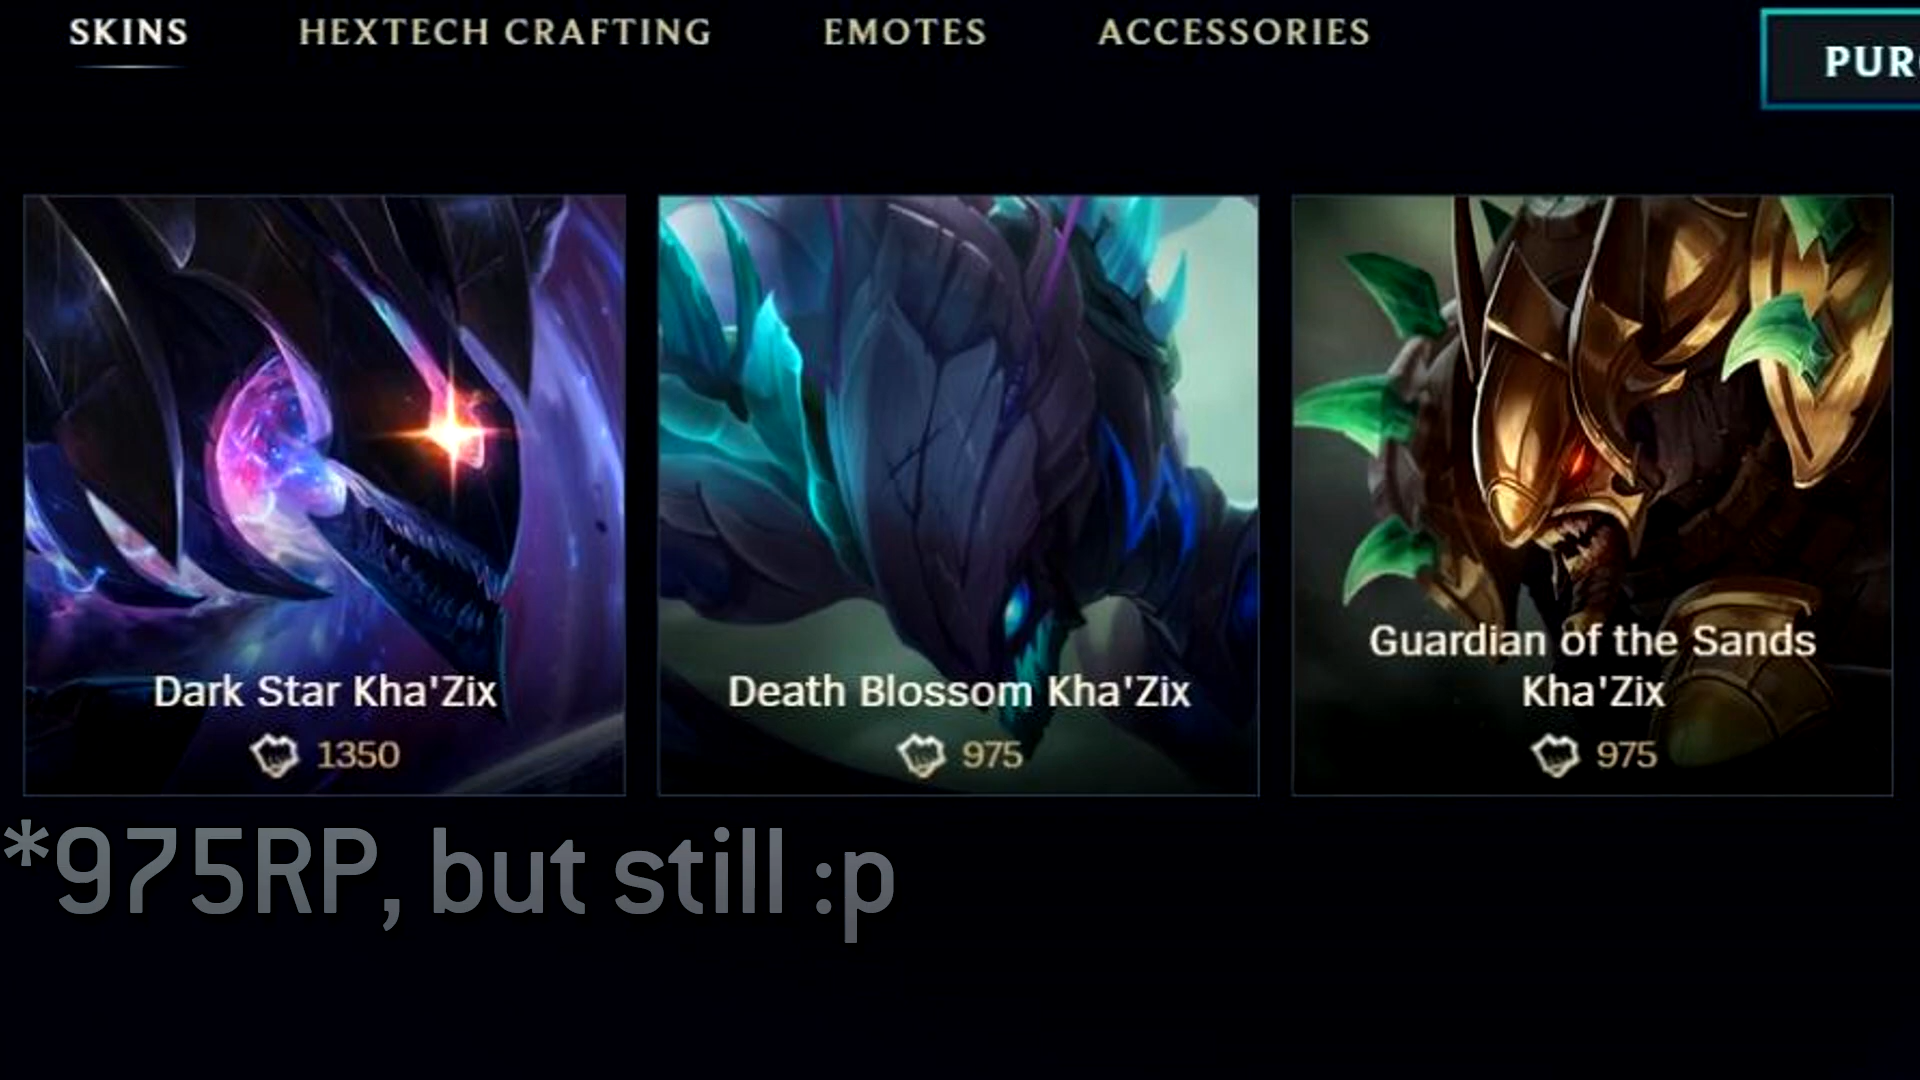 SKINS HEXTECH CRAFTING EMOTES ACCESSORIES
PUR
Dark Star Kha'Zix
1350
Death Blossom Kha'Zix
975
Guardian of the Sands
Kha'Zix
975
*975RP, but still :p